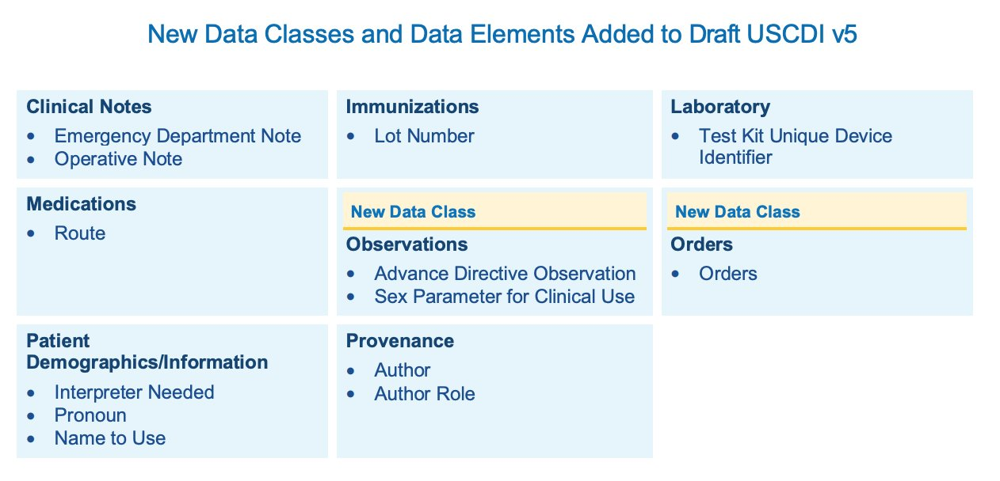 New Data Classes and Data Elements Added to Draft USCDI v5
Clinical Notes
• Emergency Department Note
• Operative Note
Immunizations
• Lot Number
Laboratory
• Test Kit Unique Device
Identifier
Medications
• Route
New Data Class
Observations
• Advance Directive Observation
• Sex Parameter for Clinical Use
New Data Class
Orders
• Orders
Patient
Demographics/Information
• Interpreter Needed
• Pronoun
• Name to Use
Provenance
• Author
• Author Role